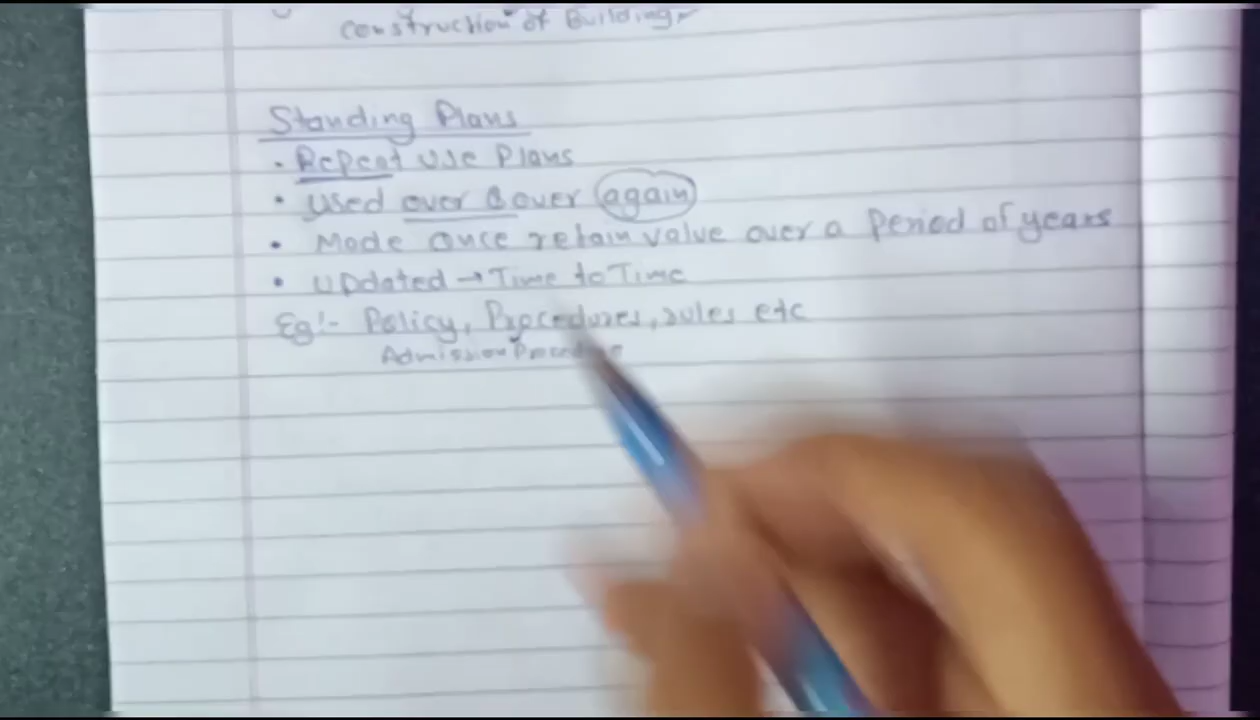 construction of Building
Standing Plans
• Repeat use Plans
• used over & over again
• Made once retain value over a Period of years
• updated → Time to Time
Eg:- Policy, Procedures, rules etc
Admission Procedure